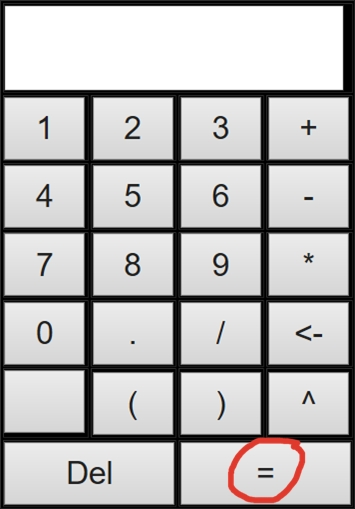 1 2 3 +
4 5 6 -
7 8 9 *
0 . / <-
( ) ^
Del =